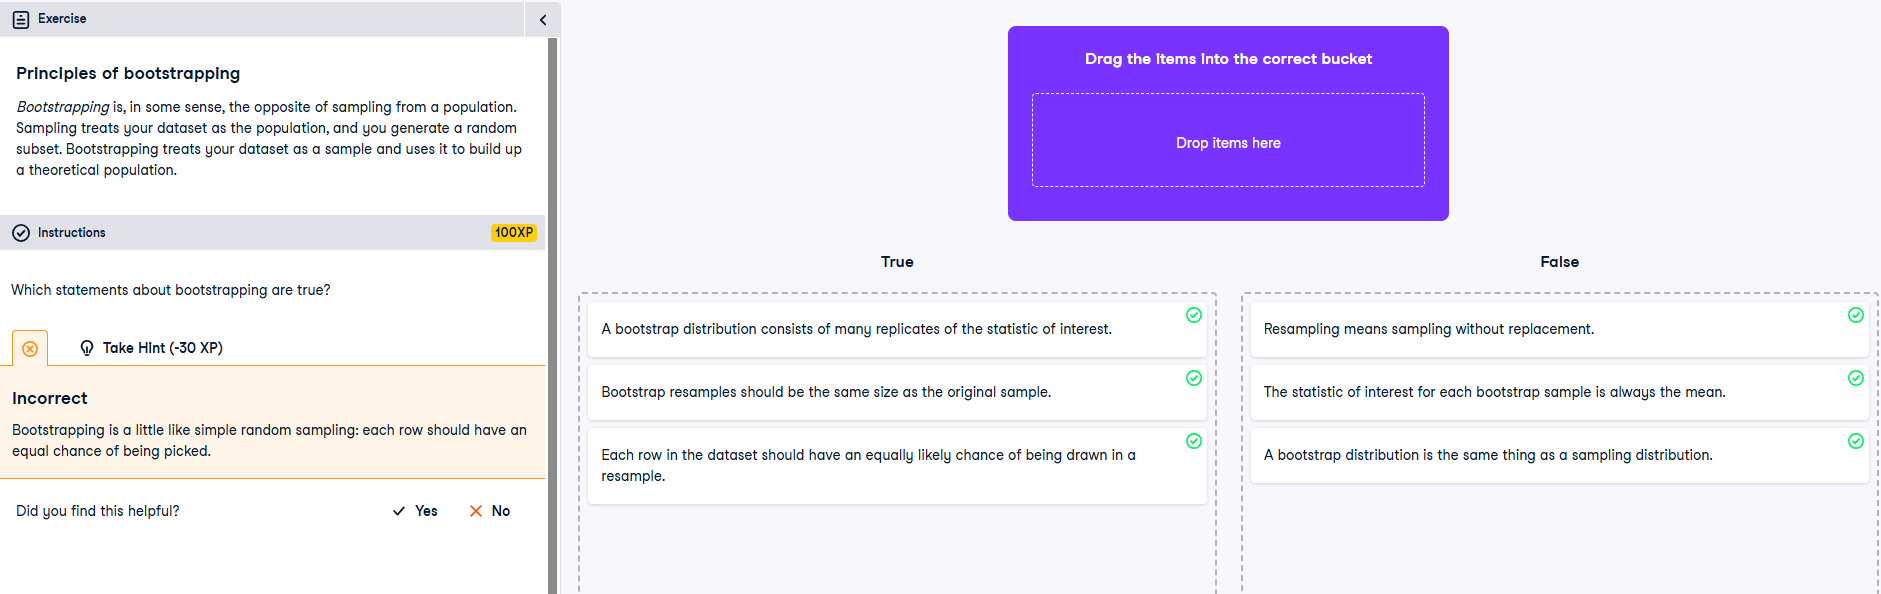 Exercise
Principles of bootstrapping
Bootstrapping is, in some sense, the opposite of sampling from a population.
Sampling treats your dataset as the population, and you generate a random
subset. Bootstrapping treats your dataset as a sample and uses it to build up
a theoretical population.
Instructions
100XP
Which statements about bootstrapping are true?
Take Hint (-30 XP)
Incorrect
Bootstrapping is a little like simple random sampling: each row should have an
equal chance of being picked.
Did you find this helpful?
Yes
No
Drag the items into the correct bucket
Drop items here
True
A bootstrap distribution consists of many replicates of the statistic of interest.
Bootstrap resamples should be the same size as the original sample.
Each row in the dataset should have an equally likely chance of being drawn in a
resample.
False
Resampling means sampling without replacement.
The statistic of interest for each bootstrap sample is always the mean.
A bootstrap distribution is the same thing as a sampling distribution.